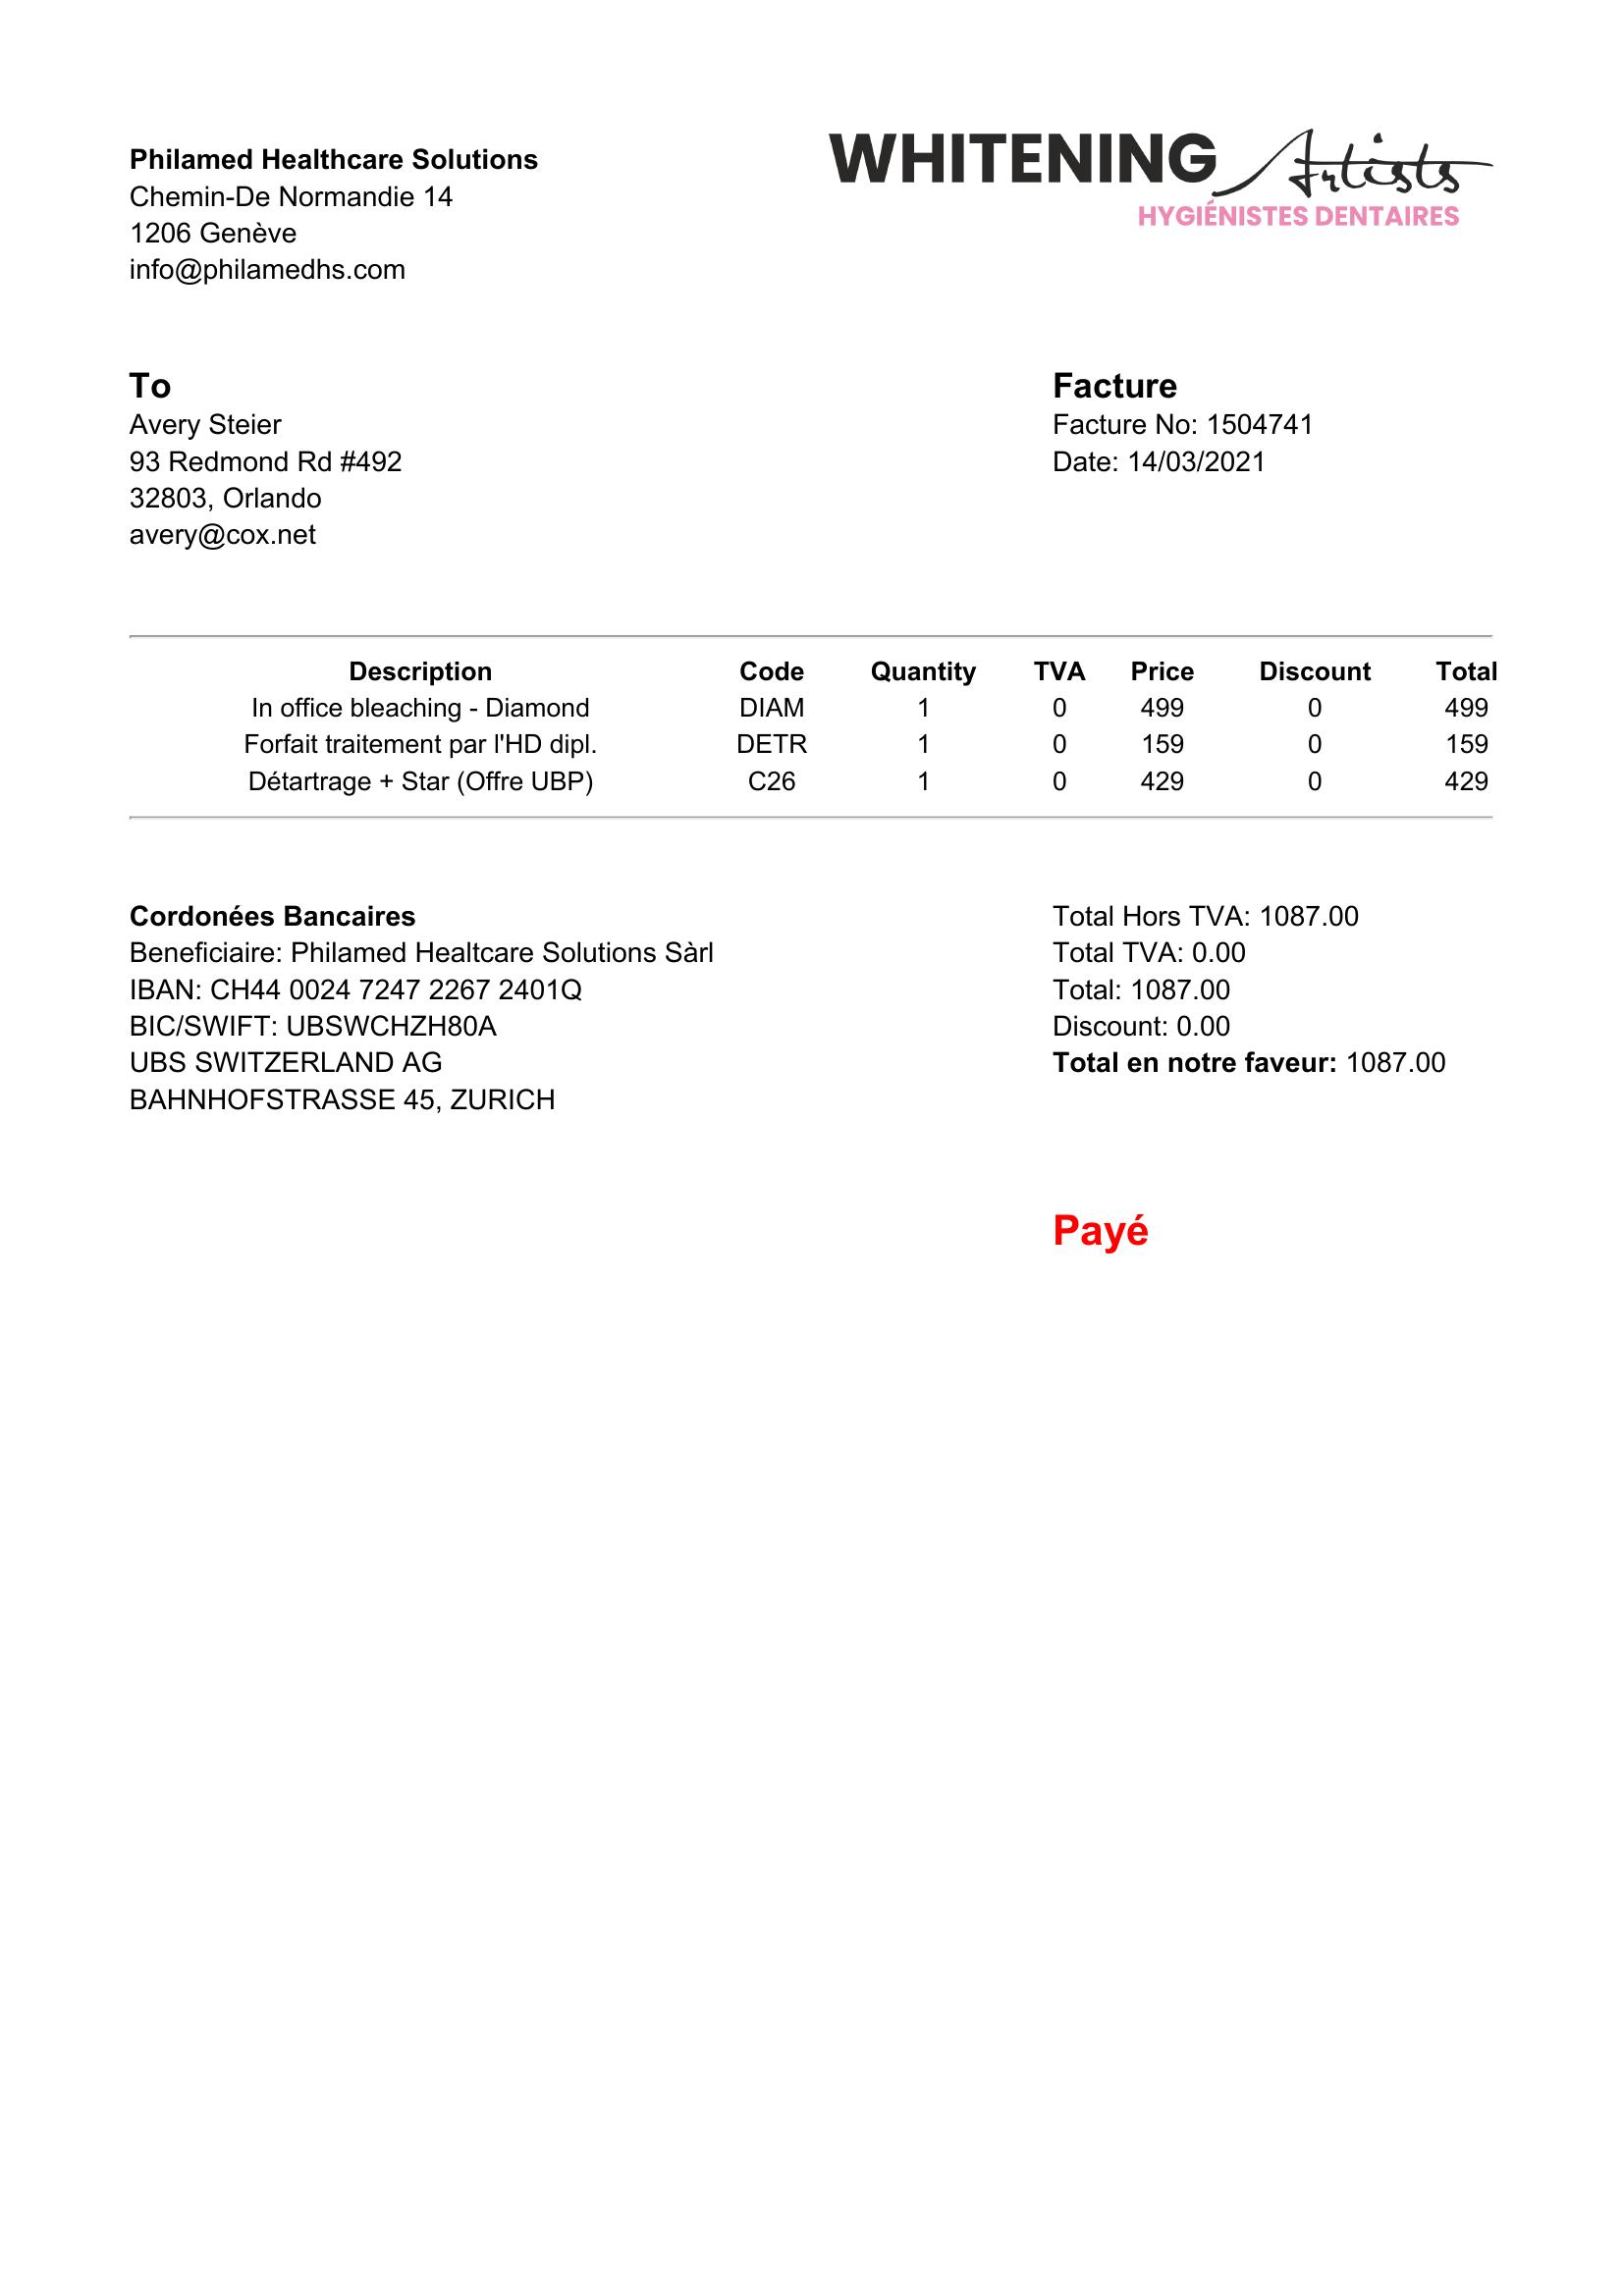 Philamed Healthcare Solutions
Chemin-De Normandie 14
1206 Genève
info@philamedhs.com
WHITENING Artists
HYGIÉNISTES DENTAIRES
To
Avery Steier
93 Redmond Rd #492
32803, Orlando
avery@cox.net
Facture
Facture No: 1504741
Date: 14/03/2021
Description Code Quantity TVA Price Discount Total
In office bleaching - Diamond DIAM 1 0 499 0 499
Forfait traitement par l'HD dipl. DETR 1 0 159 0 159
Détartrage + Star (Offre UBP) C26 1 0 429 0 429
Cordonées Bancaires
Beneficiaire: Philamed Healtcare Solutions Sàrl
IBAN: CH44 0024 7247 2267 2401Q
BIC/SWIFT: UBSWCHZH80A
UBS SWITZERLAND AG
BAHNHOFSTRASSE 45, ZURICH
Total Hors TVA: 1087.00
Total TVA: 0.00
Total: 1087.00
Discount: 0.00
Total en notre faveur: 1087.00
Payé